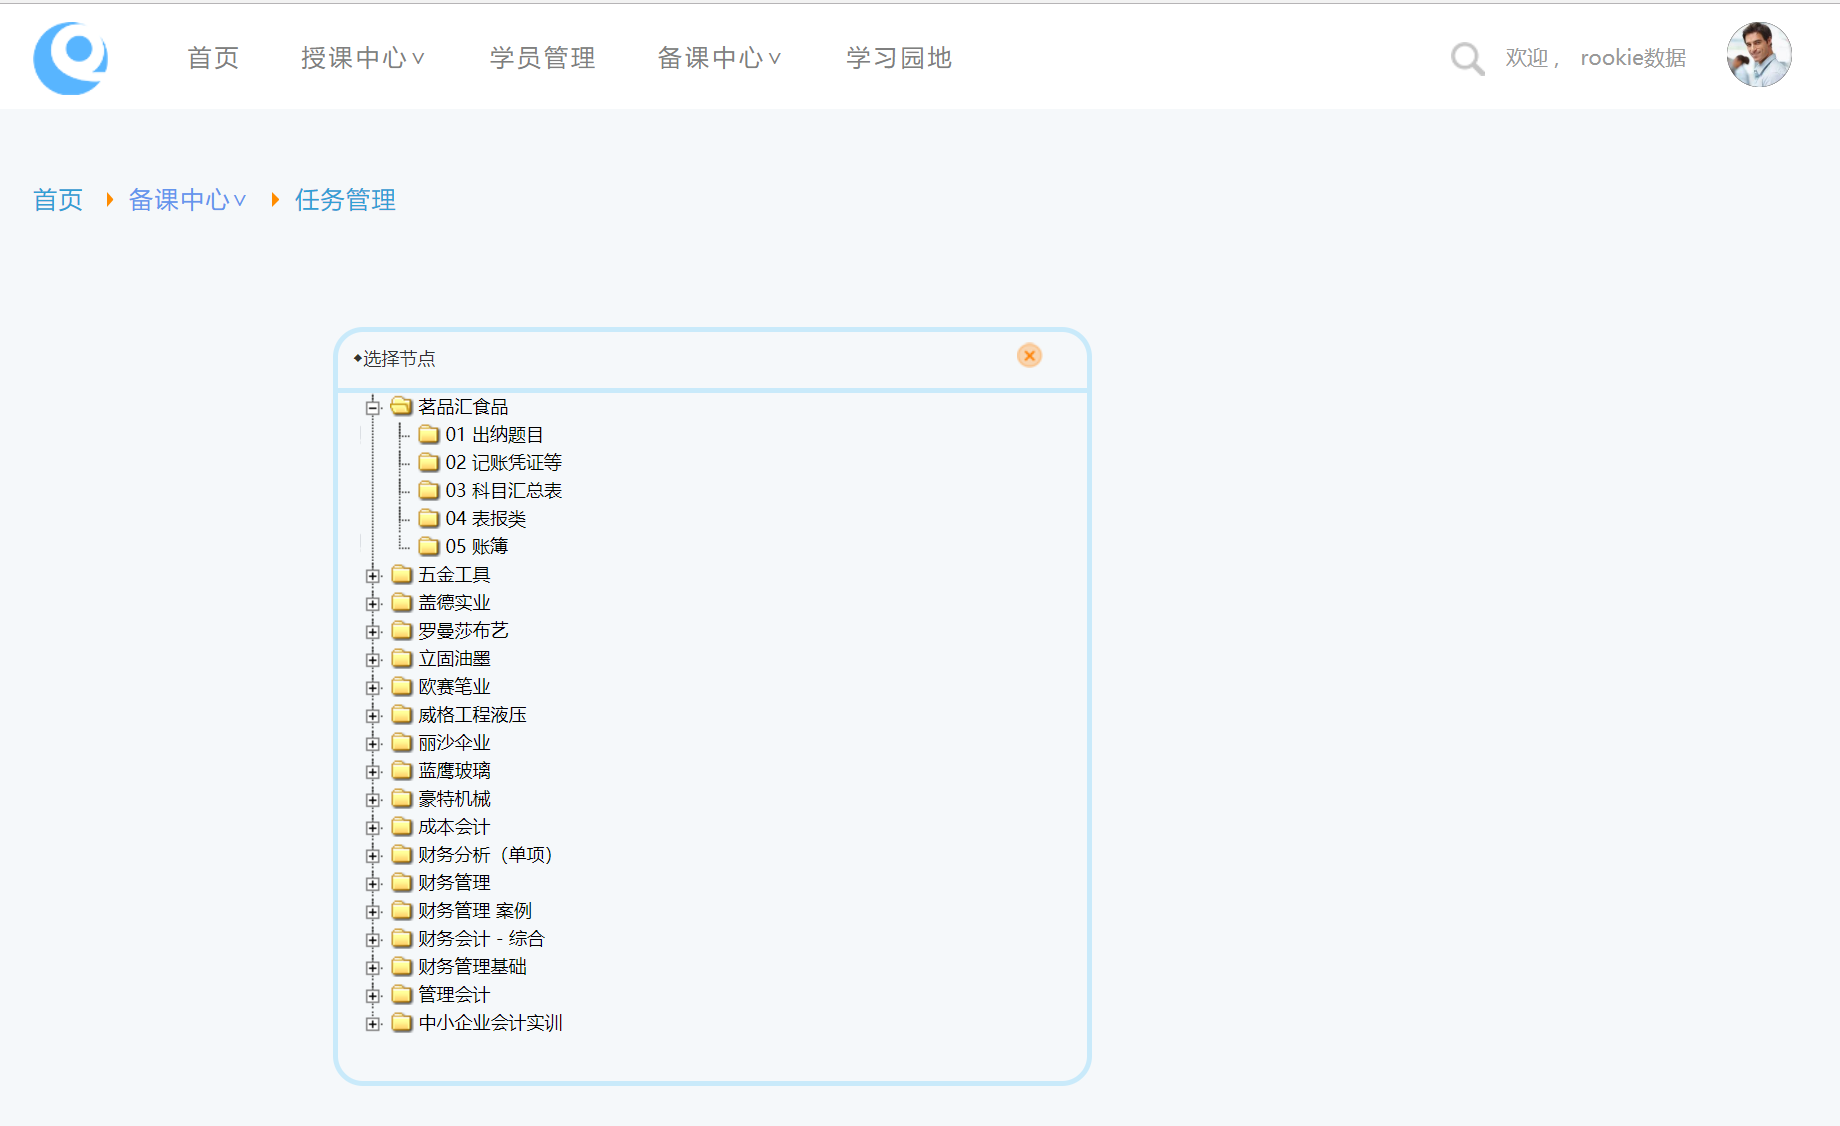 首页 授课中心∨ 学员管理 备课中心∨ 学习园地 欢迎， rookie数据
首页 备课中心∨ 任务管理
◆选择节点
茗品汇食品
01 出纳题目
02 记账凭证等
03 科目汇总表
04 表报类
05 账簿
五金工具
盖德实业
罗曼莎布艺
立固油墨
欧赛笔业
威格工程液压
丽沙伞业
蓝鹰玻璃
豪特机械
成本会计
财务分析（单项）
财务管理
财务管理 案例
财务会计 - 综合
财务管理基础
管理会计
中小企业会计实训